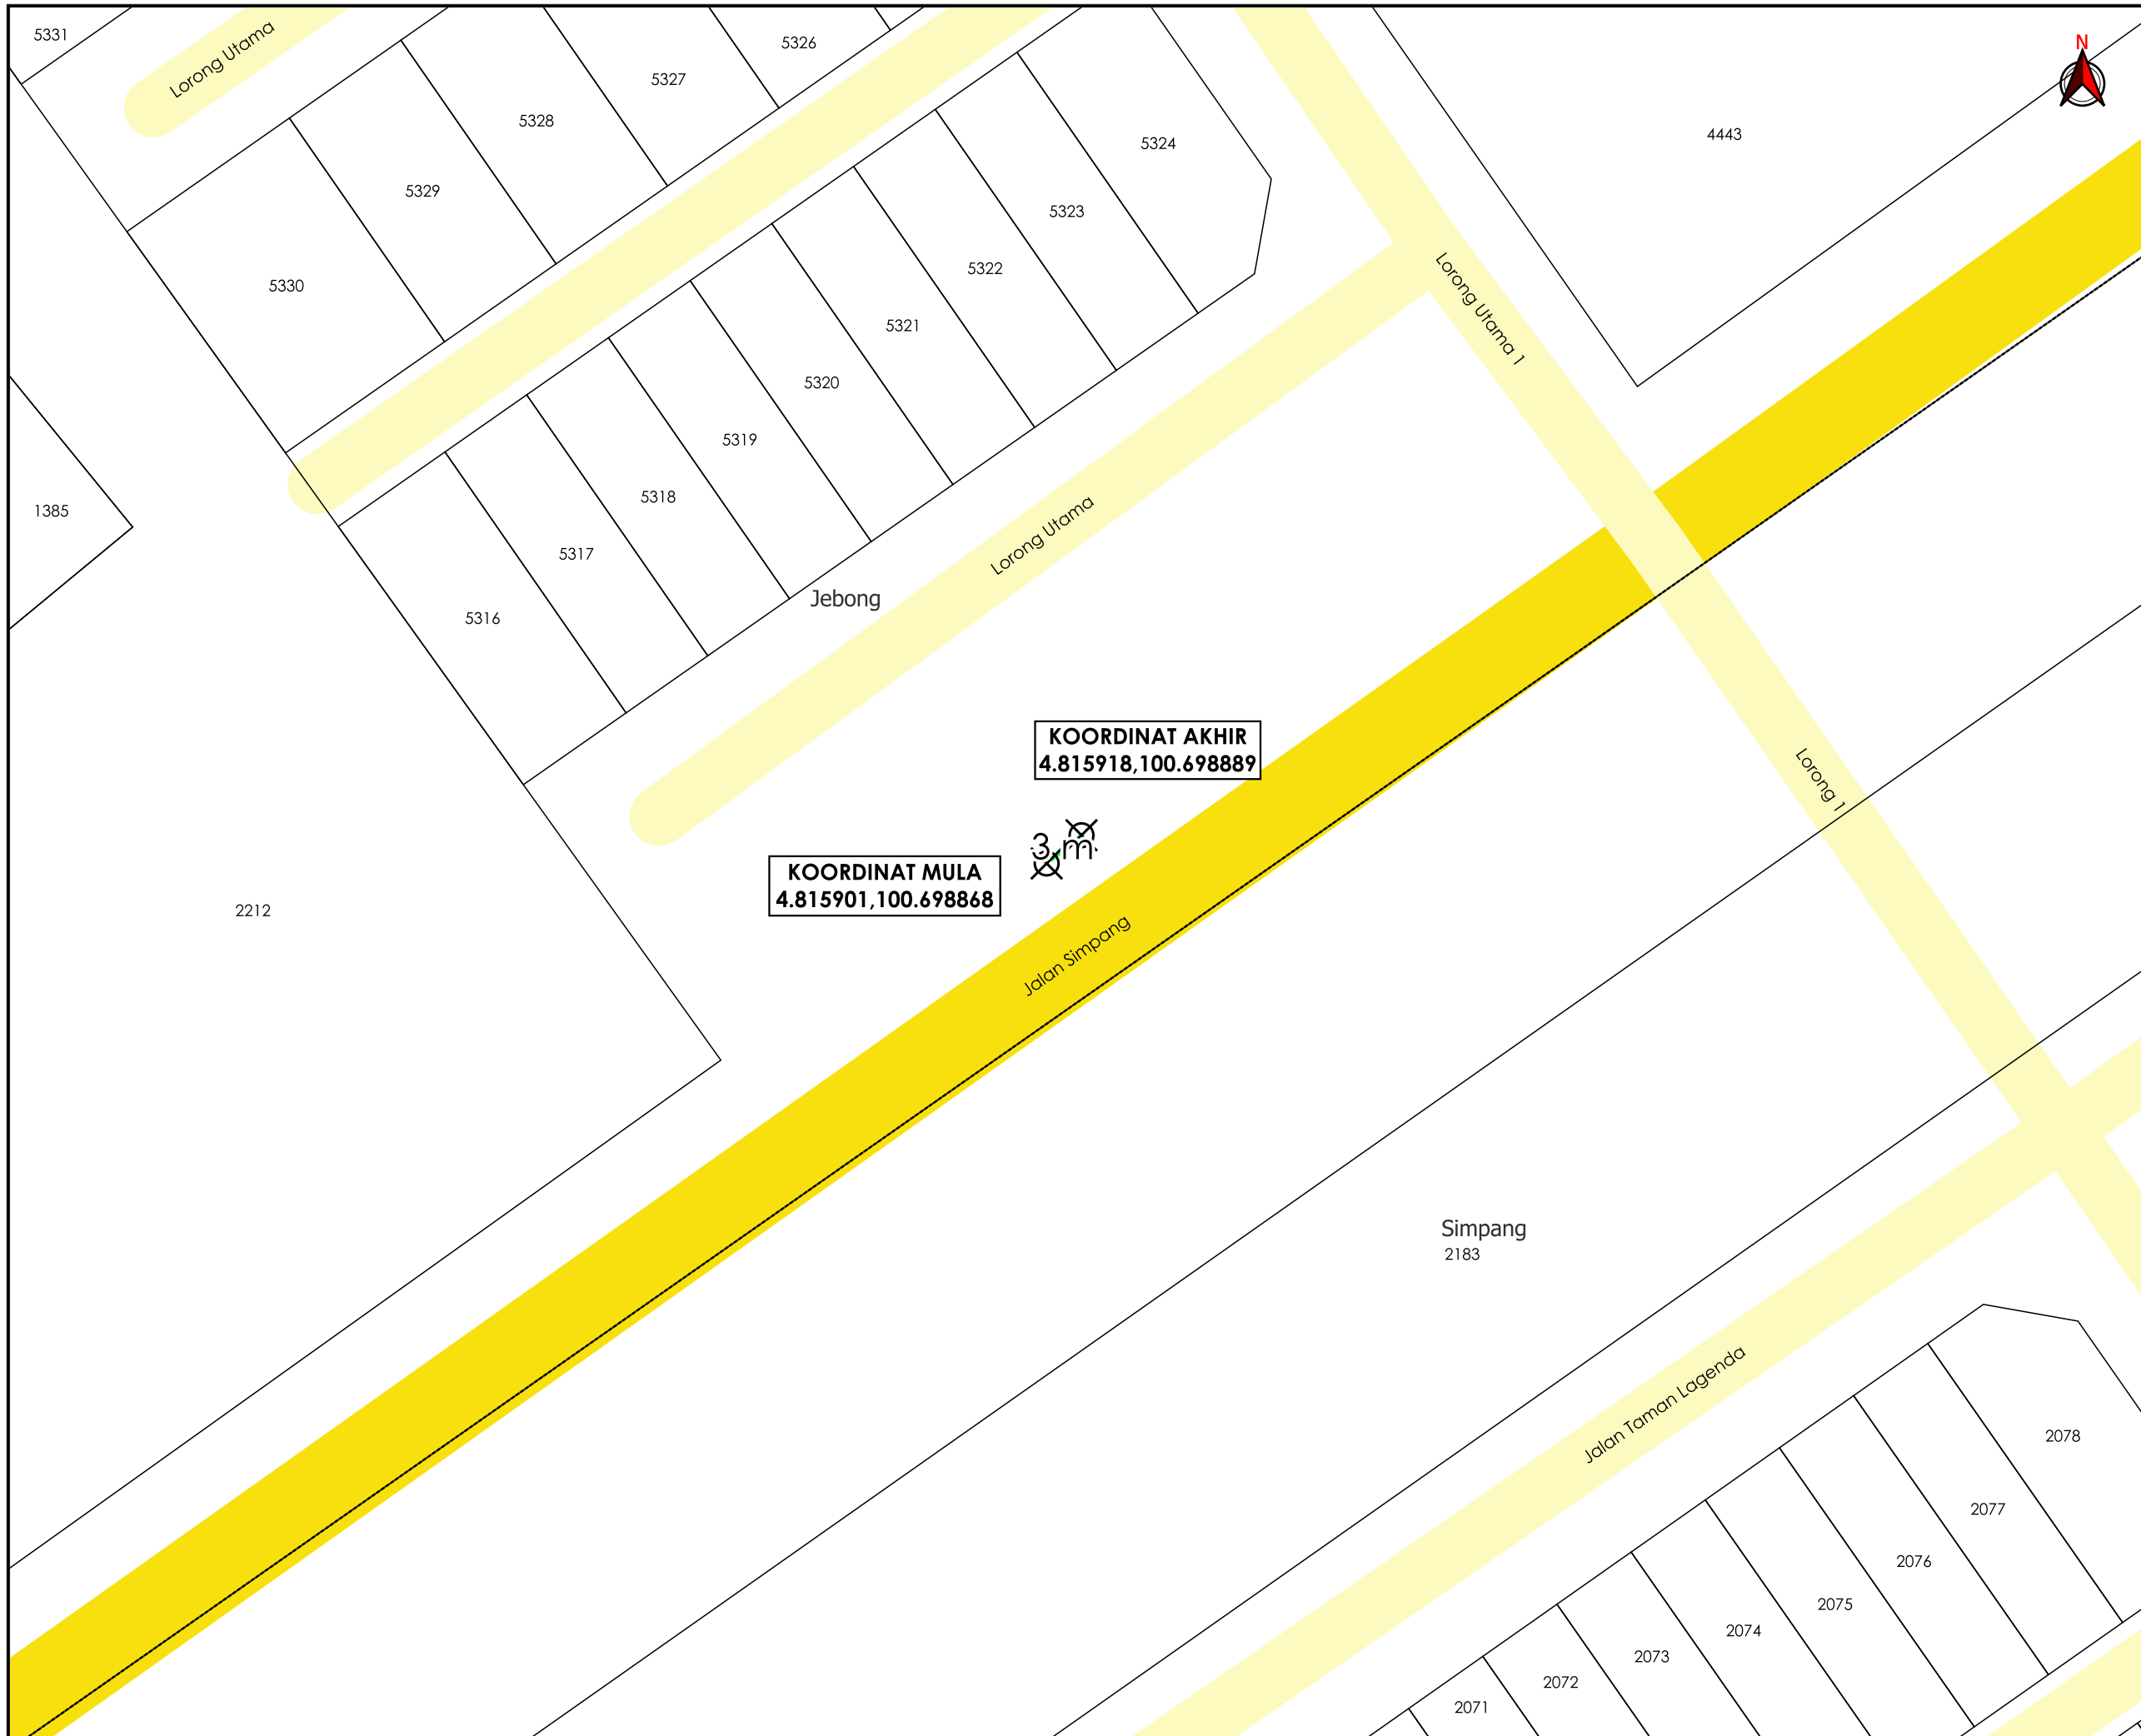 5331
Lorong Utama
5326
N
5327
5328
4443
5324
5329
5323
5322
5330
Lorong Utama 1
5321
5320
5319
5318
1385
Lorong Utama
5317
Jebong
5316
KOORDINAT AKHIR
4.815918,100.698889
Lorong 1
3 m
KOORDINAT MULA
4.815901,100.698868
2212
Jalan Simpang
Simpang
2183
Jalan Taman Lagenda
2078
2077
2076
2075
2074
2073
2072
2071